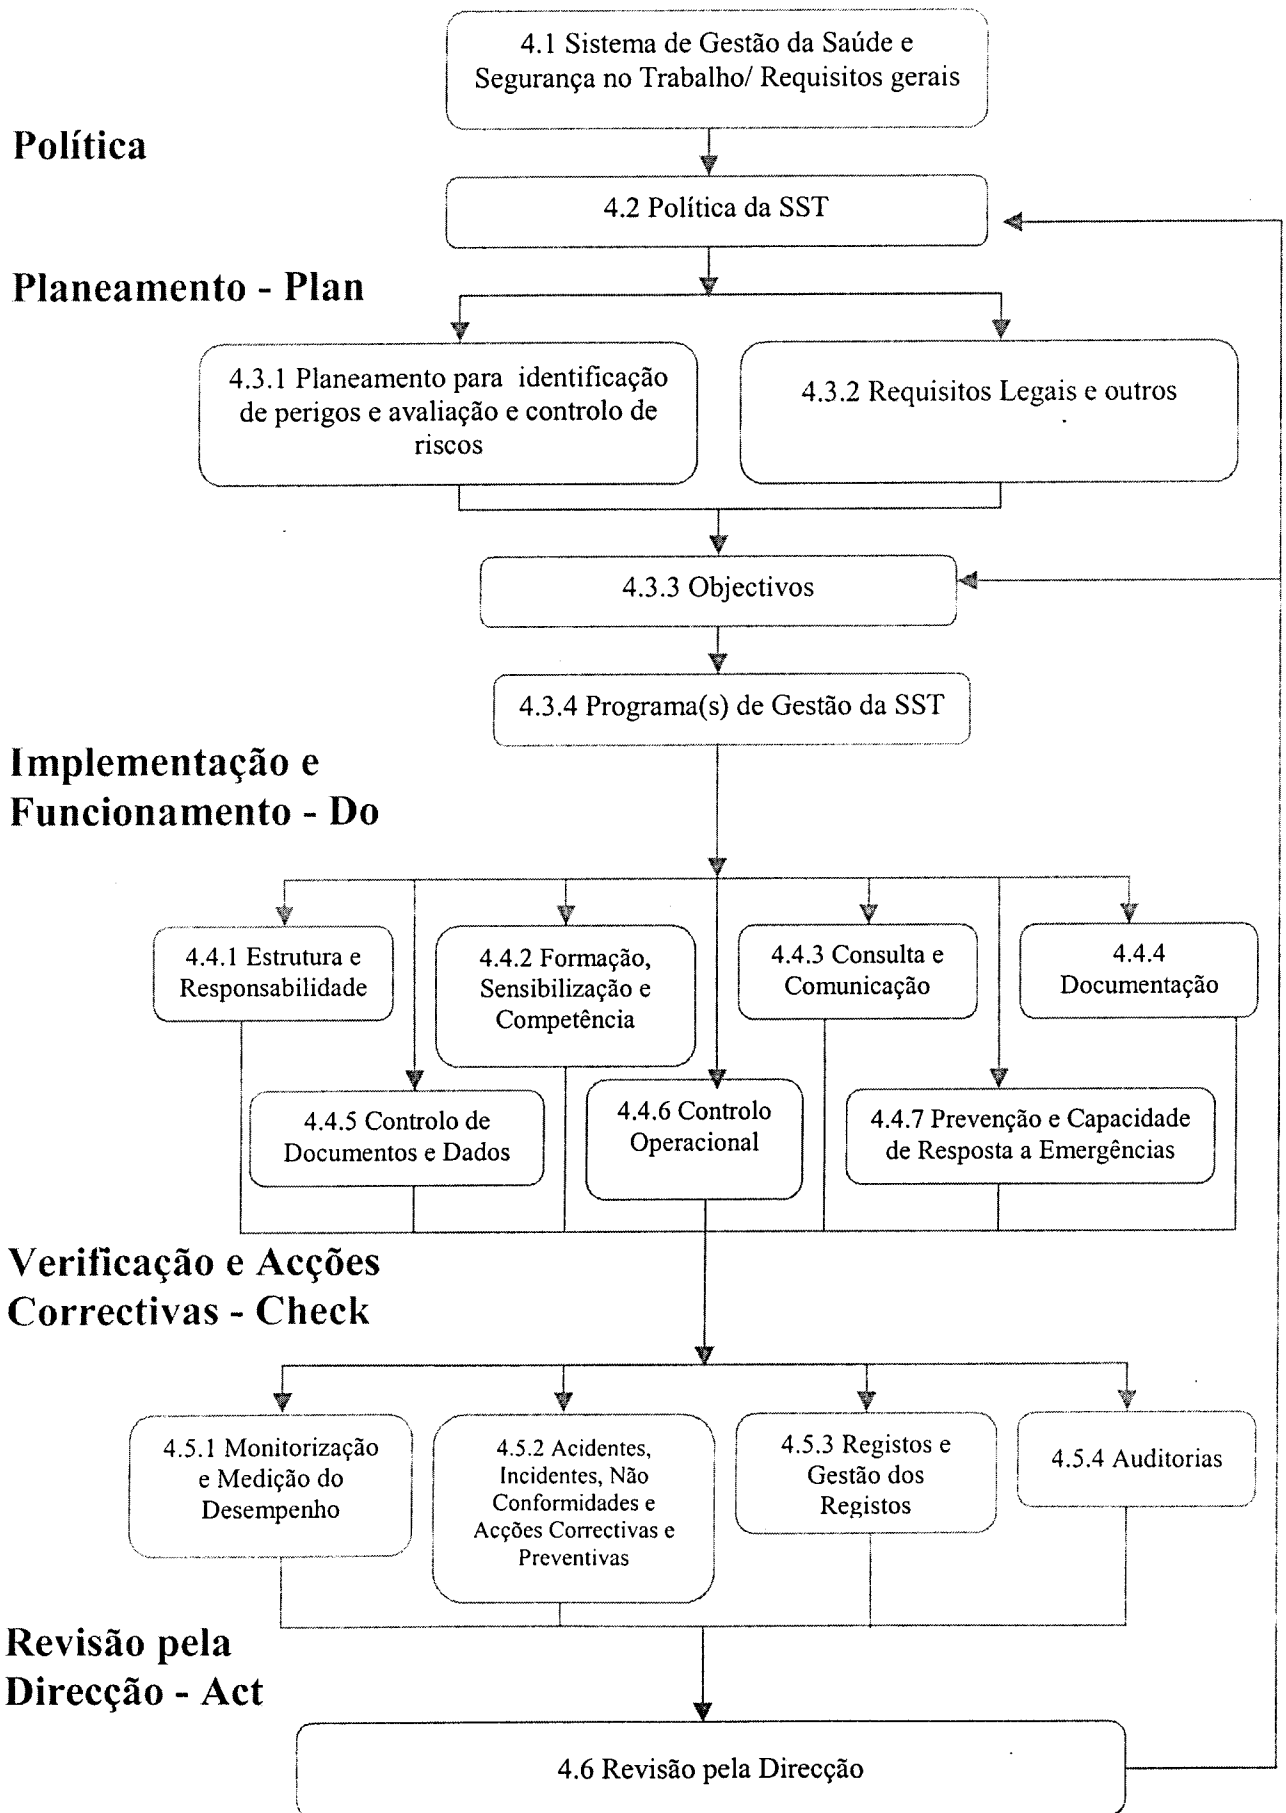 4.1 Sistema de Gestão da Saúde e
Segurança no Trabalho/ Requisitos gerais
Política
4.2 Política da SST
Planeamento - Plan
4.3.1 Planeamento para identificação
de perigos e avaliação e controlo de
riscos
4.3.2 Requisitos Legais e outros
4.3.3 Objectivos
4.3.4 Programa(s) de Gestão da SST
Implementação e
Funcionamento - Do
4.4.1 Estrutura e
Responsabilidade
4.4.2 Formação,
Sensibilização e
Competência
4.4.3 Consulta e
Comunicação
4.4.4
Documentação
4.4.5 Controlo de
Documentos e Dados
4.4.6 Controlo
Operacional
4.4.7 Prevenção e Capacidade
de Resposta a Emergências
Verificação e Acções
Correctivas - Check
4.5.1 Monitorização
e Medição do
Desempenho
4.5.2 Acidentes,
Incidentes, Não
Conformidades e
Acções Correctivas e
Preventivas
4.5.3 Registos e
Gestão dos
Registos
4.5.4 Auditorias
Revisão pela
Direcção - Act
4.6 Revisão pela Direcção